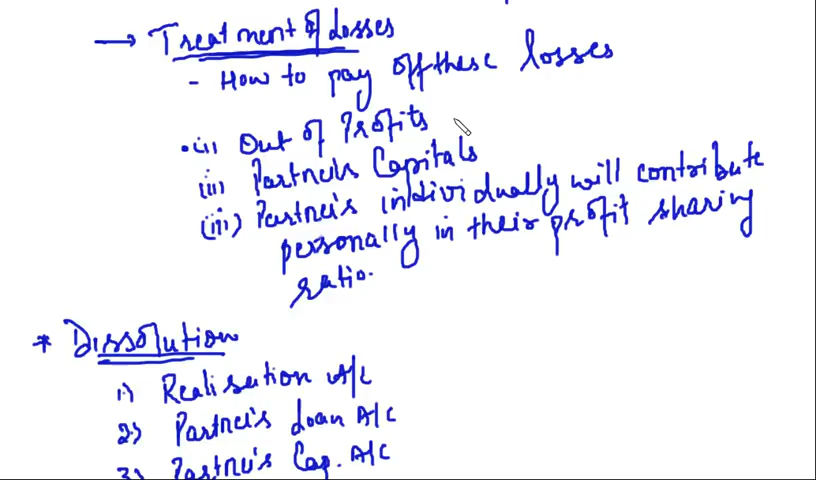 → Treatment of Losses
- How to pay off these losses
(i) Out of Profits
(ii) Partner's Capitals
(iii) Partner's individually will contribute
personally in their profit sharing
ratio.
* Dissolution
1) Realisation A/c
2) Partner's Loan A/C
3) Partner's Cap. A/C